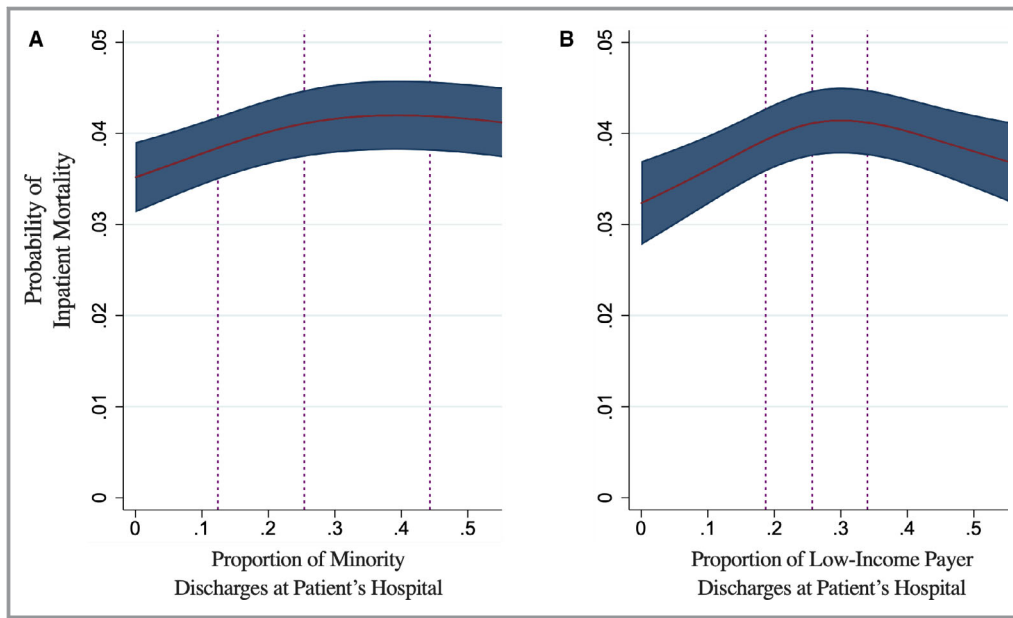 A
.05
.04
.03
.02
.01
0
Probability of
Inpatient Mortality
0 .1 .2 .3 .4 .5
Proportion of Minority
Discharges at Patient's Hospital
B
.05
.04
.03
.02
.01
0
0 .1 .2 .3 .4 .5
Proportion of Low-Income Payer
Discharges at Patient's Hospital